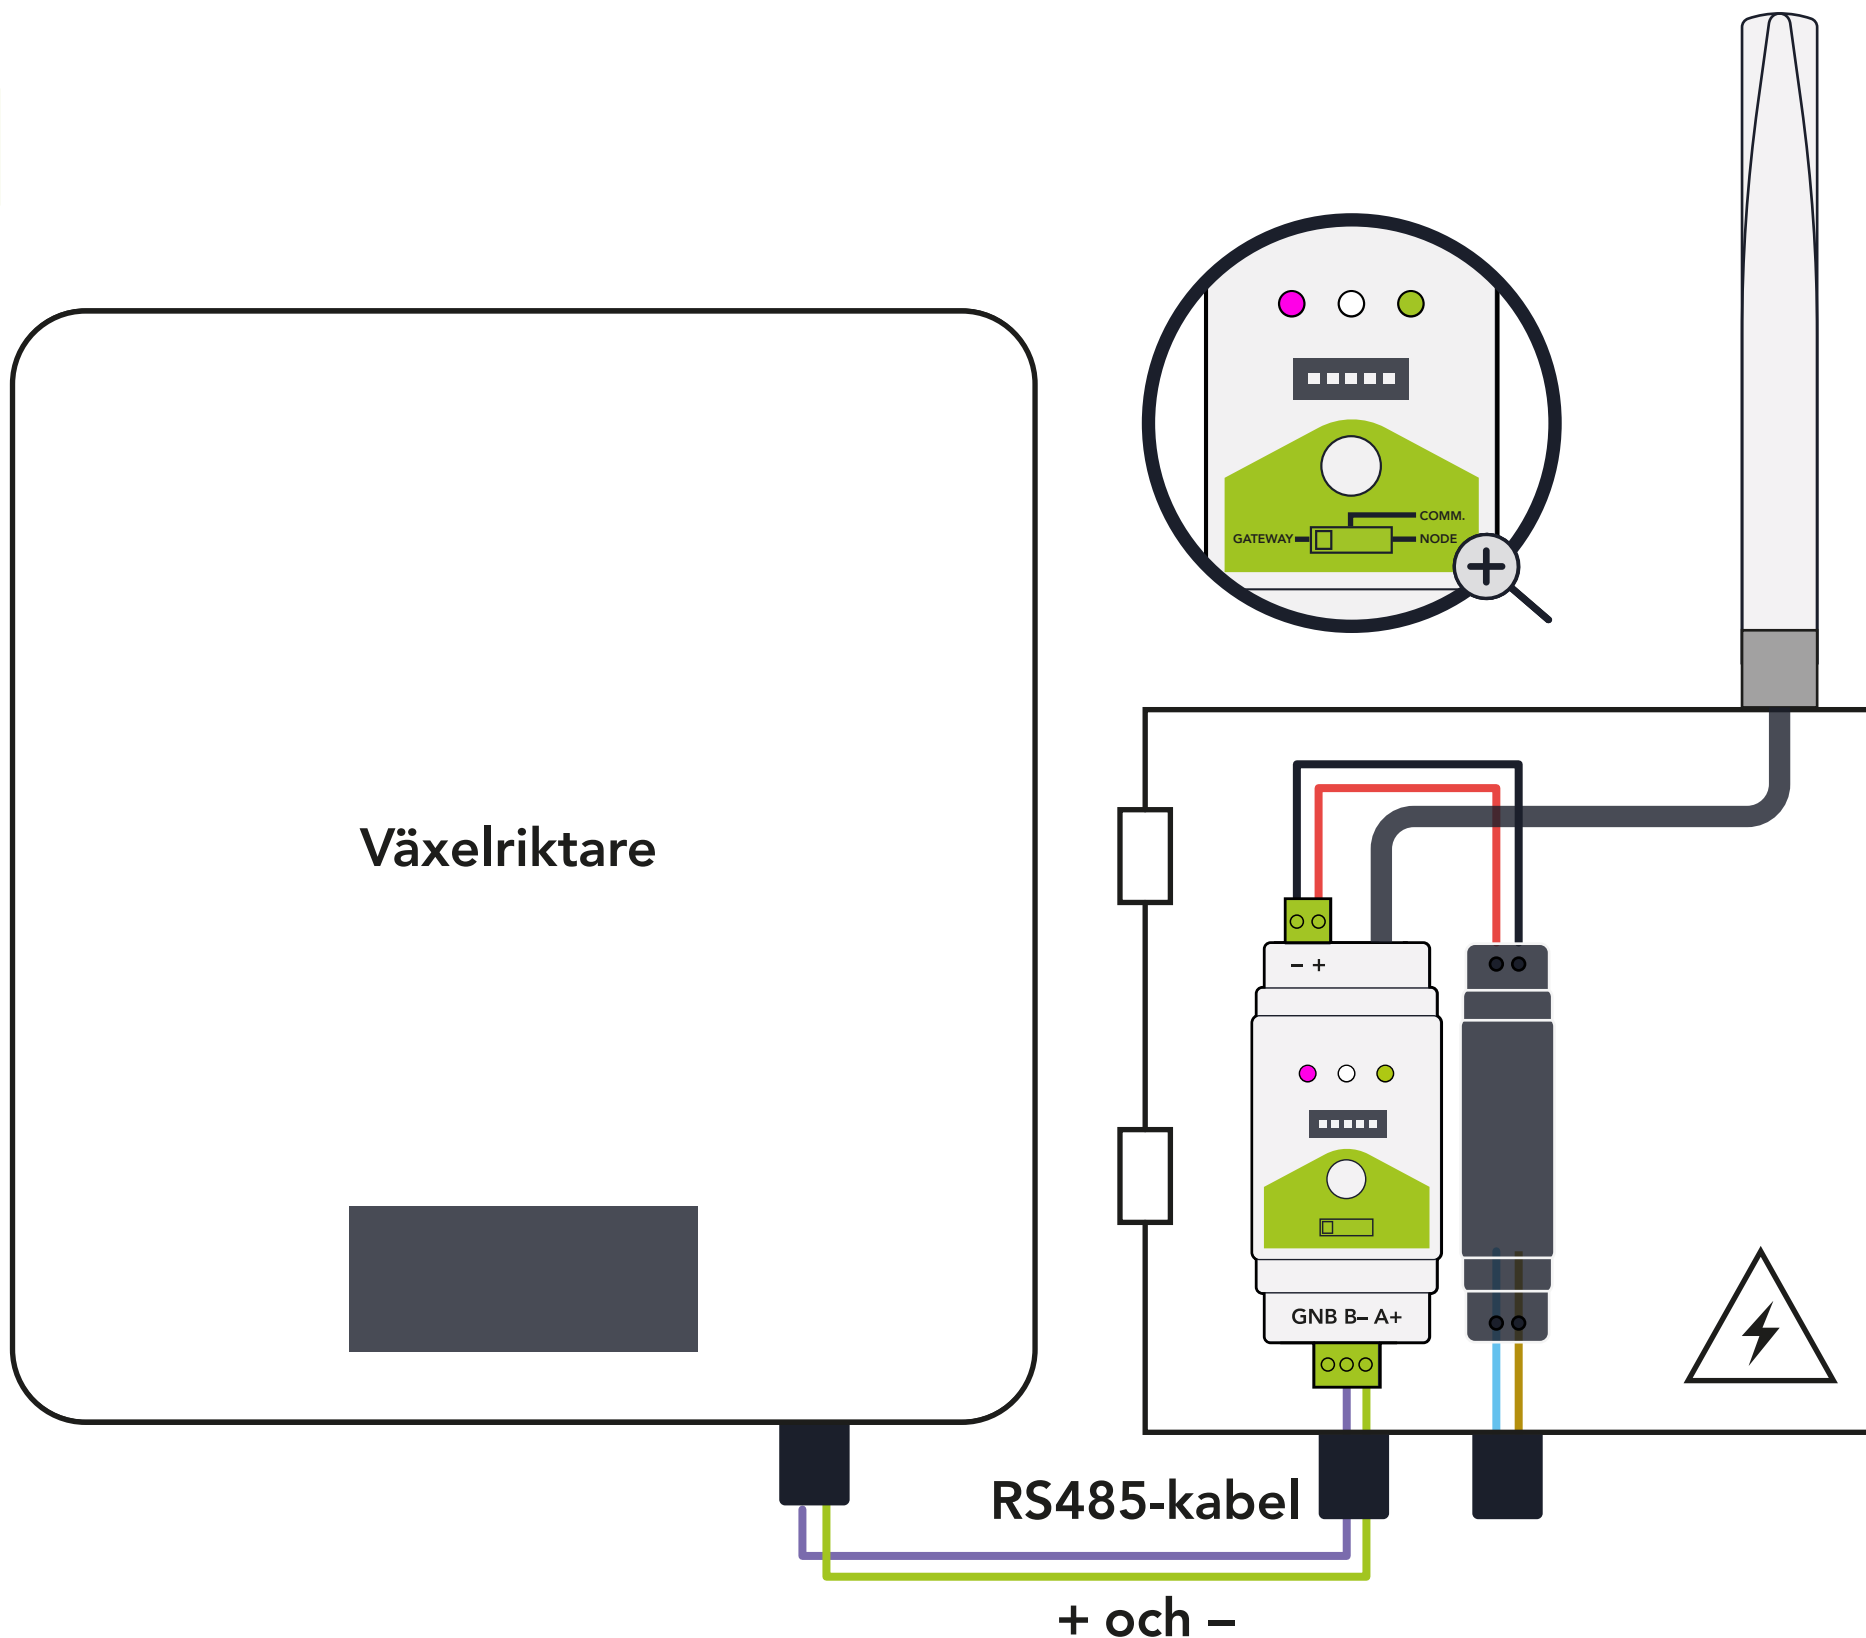 COMM.
GATEWAY
NODE
Växelriktare
– +
GNB B– A+
RS485-kabel
+ och –